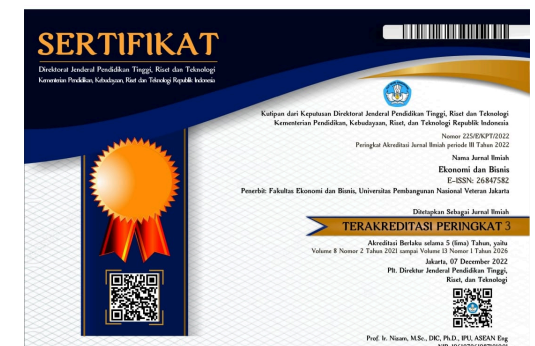 SERTIFIKAT
Direktorat Jenderal Pendidikan Tinggi, Riset dan Teknologi
Kementerian Pendidikan, Kebudayaan, Riset dan Teknologi Republik Indonesia
Kutipan dari Keputusan Direktorat Jenderal Pendidikan Tinggi, Riset dan Teknologi
Kementerian Pendidikan, Kebudayaan, Riset, dan Teknologi Republik Indonesia
Nomor 225/E/KPT/2022
Peringkat Akreditasi Jurnal Ilmiah periode III Tahun 2022
Nama Jurnal Ilmiah
Ekonomi dan Bisnis
E-ISSN: 26847582
Penerbit: Fakultas Ekonomi dan Bisnis, Universitas Pembangunan Nasional Veteran Jakarta
Ditetapkan Sebagai Jurnal Ilmiah
TERAKREDITASI PERINGKAT 3
Akreditasi Berlaku selama 5 (lima) Tahun, yaitu
Volume 8 Nomor 2 Tahun 2021 sampai Volume 13 Nomor 1 Tahun 2026
Jakarta, 07 December 2022
Plt. Direktur Jenderal Pendidikan Tinggi,
Riset, dan Teknologi
Prof. Ir. Nizam, M.Sc., DIC, Ph.D., IPU, ASEAN Eng